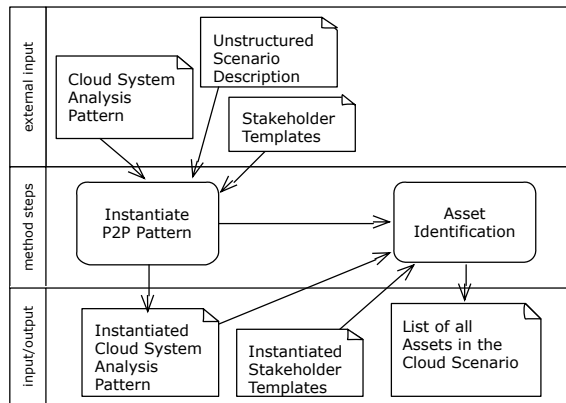 external input
Cloud System
Analysis
Pattern
Unstructured
Scenario
Description
Stakeholder
Templates
method steps
Instantiate
P2P Pattern
Asset
Identification
input/output
Instantiated
Cloud System
Analysis
Pattern
Instantiated
Stakeholder
Templates
List of all
Assets in the
Cloud Scenario